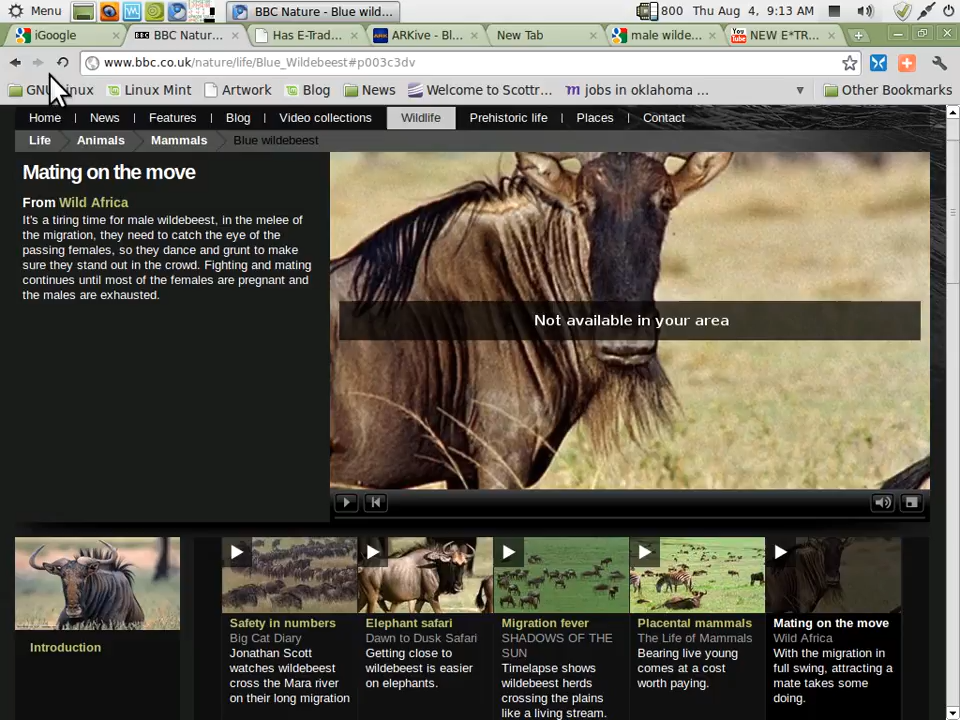 Menu
BBC Nature - Blue wild...
800 Thu Aug 4, 9:13 AM
iGoogle
BBC BBC Natur...
Has E-Trad...
ARKive - Bl...
New Tab
male wilde...
You Tube NEW E*TR...
www.bbc.co.uk/nature/life/Blue_Wildebeest#p003c3dv
Linux Mint
Artwork
Blog
News
Welcome to Scottr...
jobs in oklahoma ...
Other Bookmarks
Home | News | Features | Blog | Video collections Wildlife Prehistoric life | Places | Contact
Life Animals Mammals Blue wildebeest
Mating on the move
From Wild Africa
It's a tiring time for male wildebeest, in the melee of
the migration, they need to catch the eye of the
passing females, so they dance and grunt to make
sure they stand out in the crowd. Fighting and mating
continues until most of the females are pregnant and
the males are exhausted.
Not available in your area
Introduction
Safety in numbers
Big Cat Diary
Jonathan Scott
watches wildebeest
cross the Mara river
on their long migration
Elephant safari
Dawn to Dusk Safari
Getting close to
wildebeest is easier
on elephants.
Migration fever
SHADOWS OF THE
SUN
Timelapse shows
wildebeest herds
crossing the plains
like a living stream.
Placental mammals
The Life of Mammals
Bearing live young
comes at a cost
worth paying.
Mating on the move
Wild Africa
With the migration in
full swing, attracting a
mate takes some
doing.